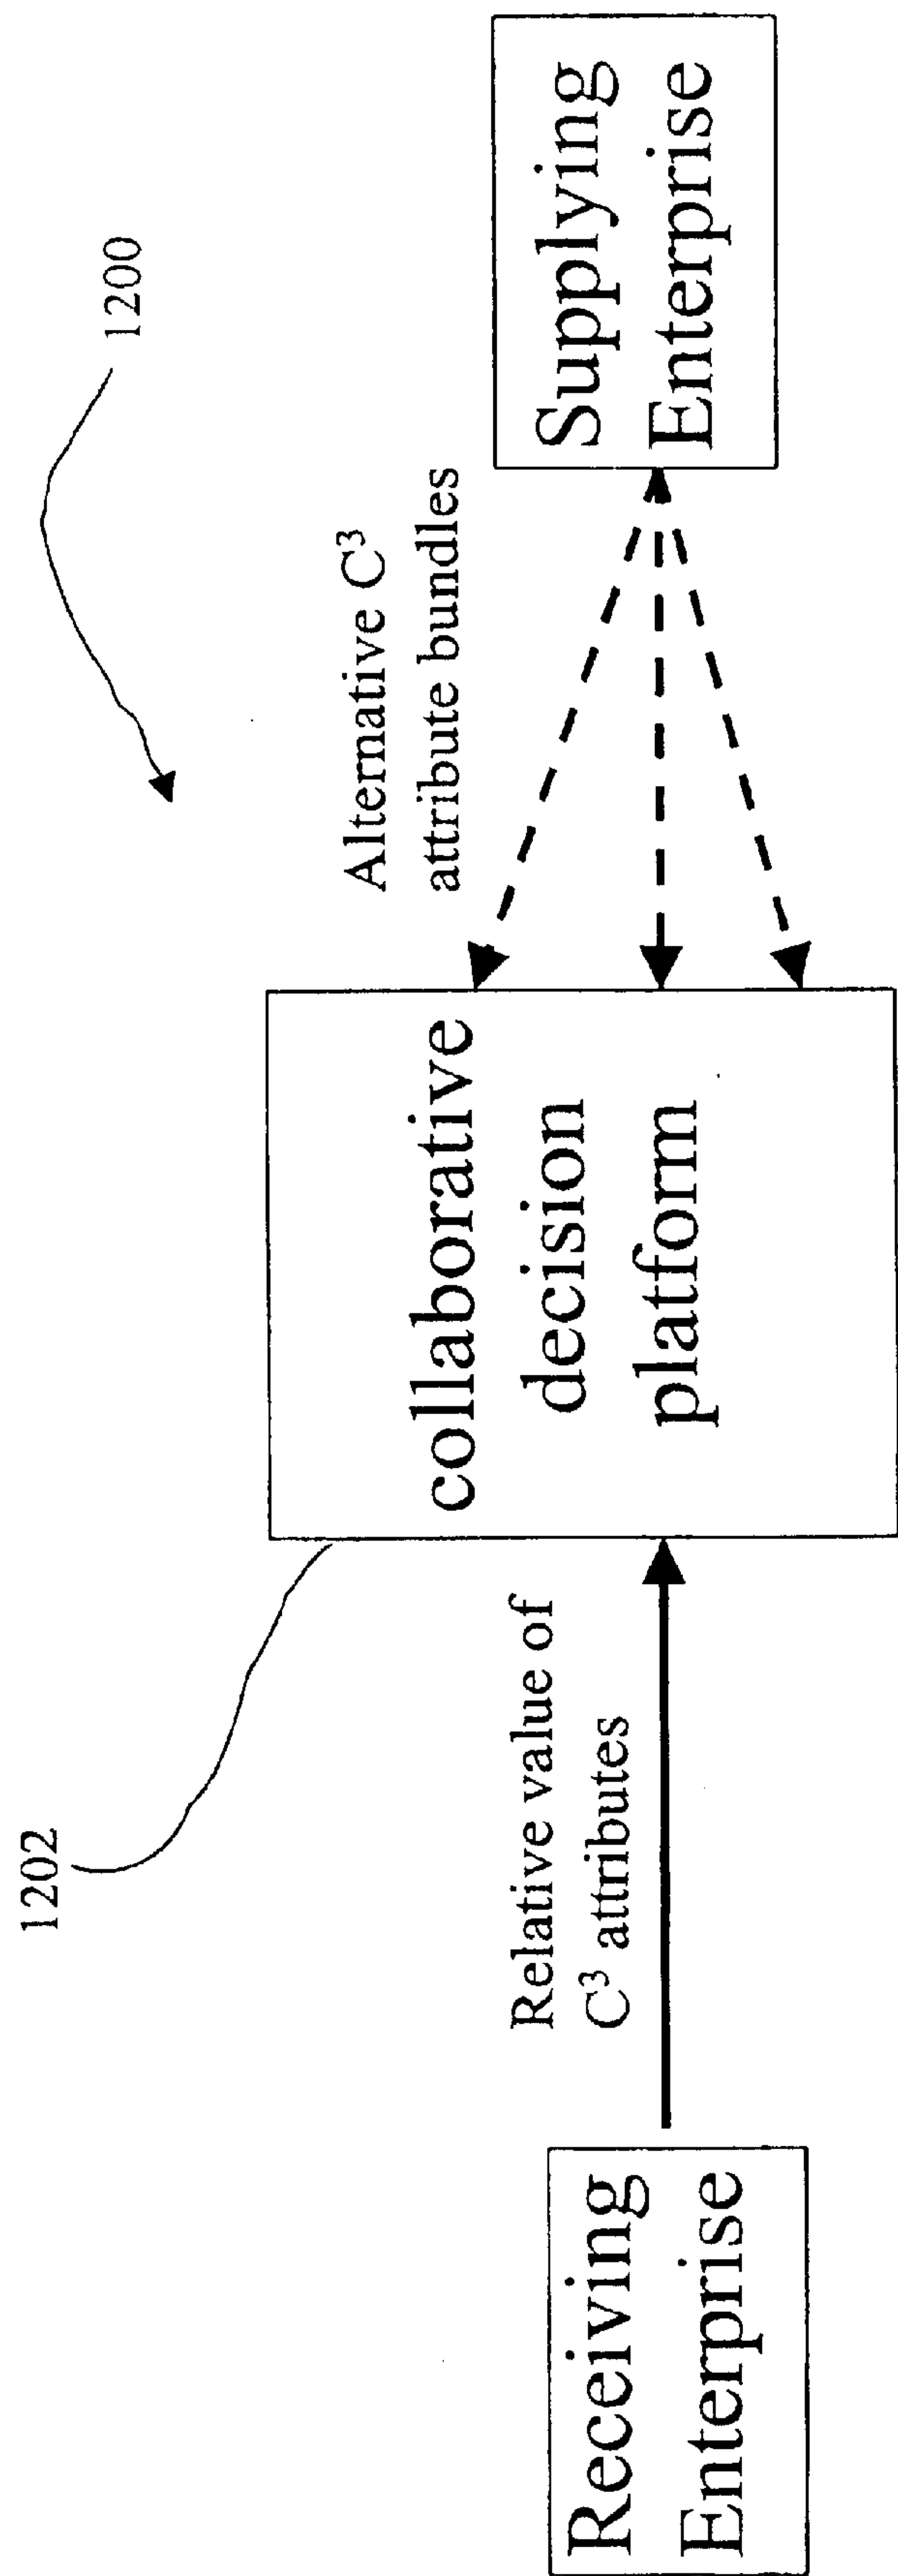 1200
1202
Receiving
Enterprise
Relative value of
C³ attributes
collaborative
decision
platform
Alternative C³
attribute bundles
Supplying
Enterprise